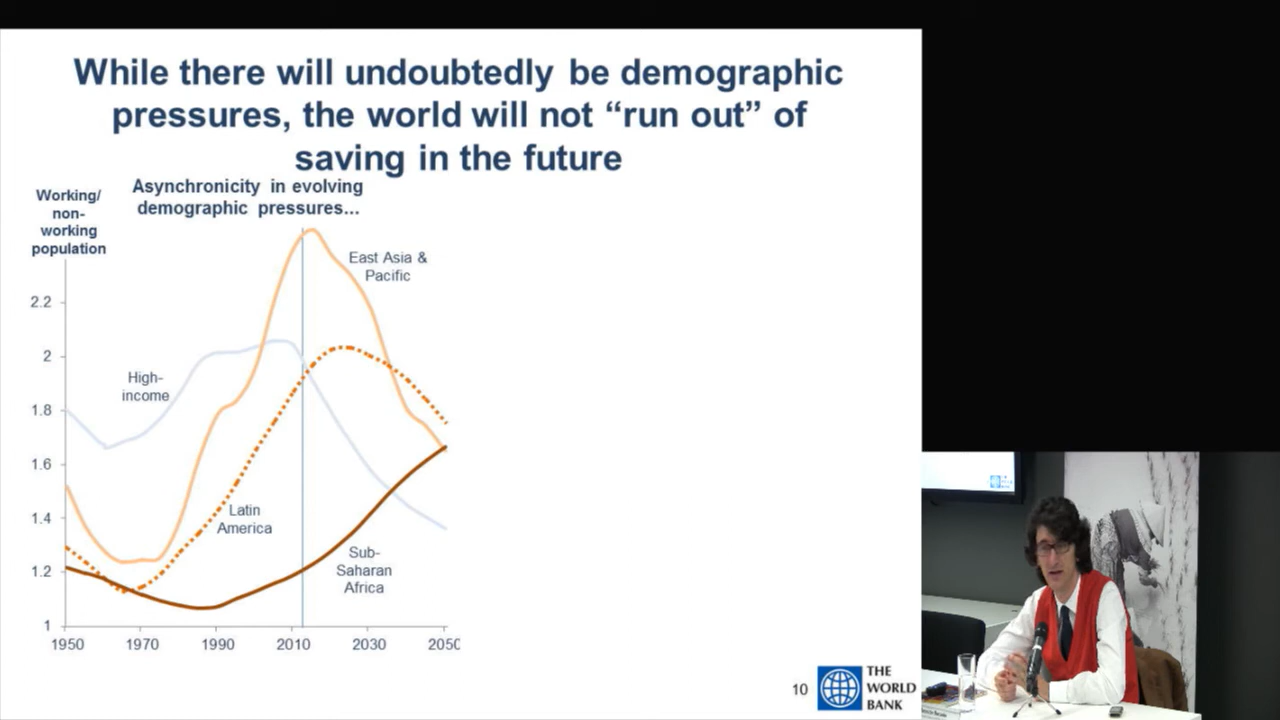 While there will undoubtedly be demographic
pressures, the world will not “run out” of
saving in the future
Working/
non-
working
population
Asynchronicity in evolving
demographic pressures...
East Asia &
Pacific
High-
income
Latin
America
Sub-
Saharan
Africa
2.2
2
1.8
1.6
1.4
1.2
1
1950
1970
1990
2010
2030
2050
10
THE
WORLD
BANK